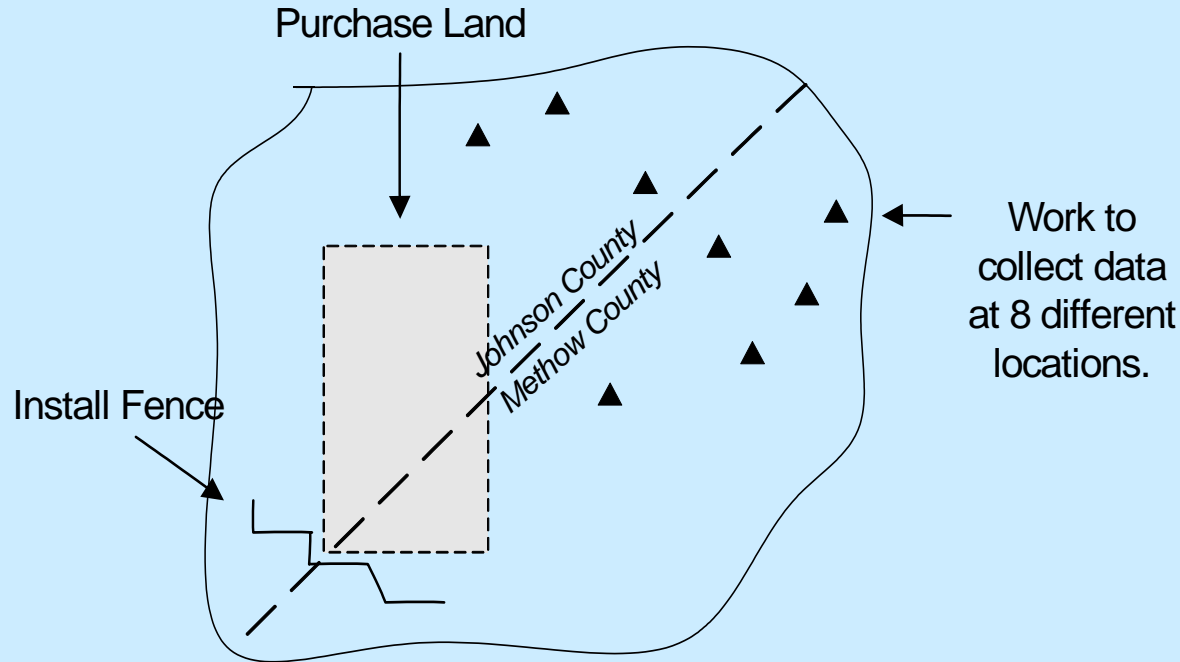 Purchase Land
Johnson County
Methow County
Work to
collect data
at 8 different
locations.
Install Fence